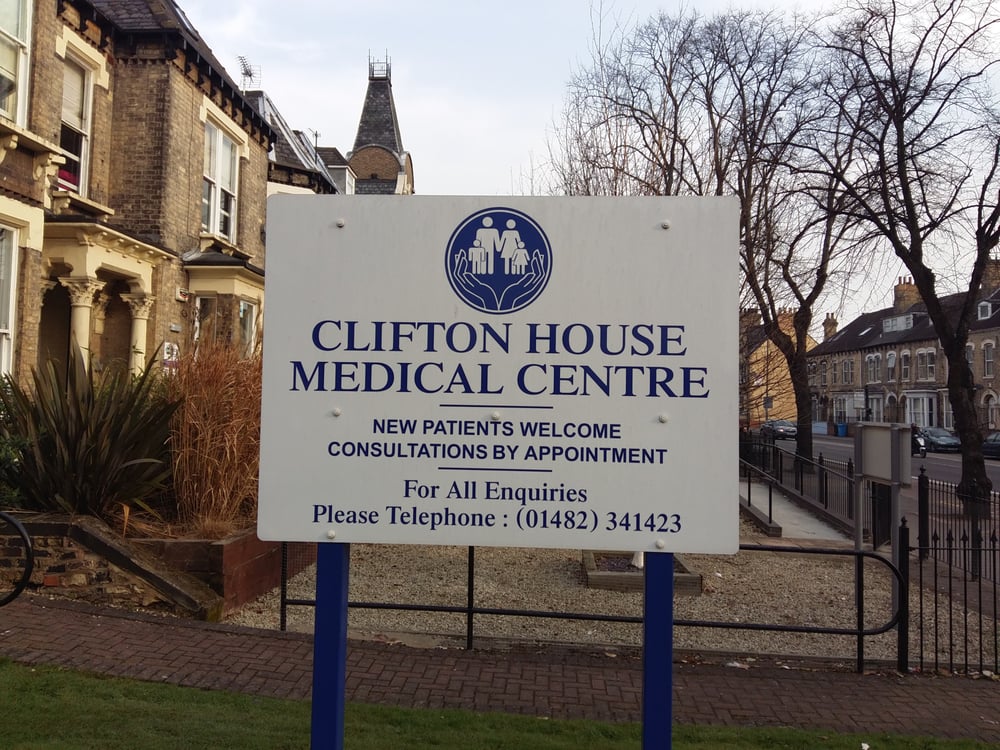 CLIFTON HOUSE
MEDICAL CENTRE
NEW PATIENTS WELCOME
CONSULTATIONS BY APPOINTMENT
For All Enquiries
Please Telephone : (01482) 341423